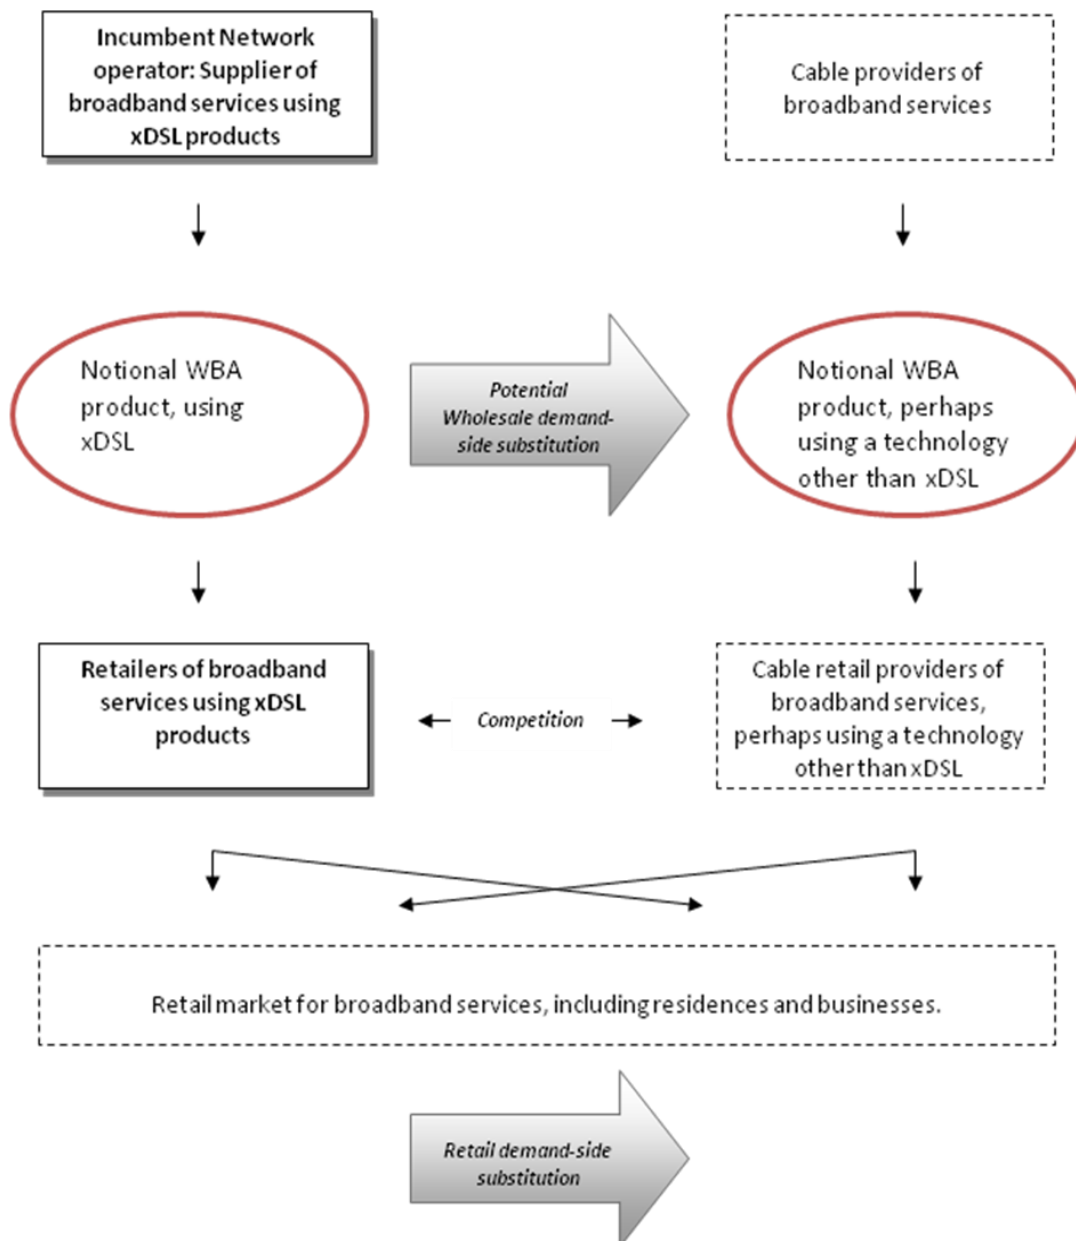 Incumbent Network
operator: Supplier of
broadband services using
xDSL products
Cable providers of
broadband services
Notional WBA
product, using
xDSL
Potential
Wholesale demand-
side substitution
Notional WBA
product, perhaps
using a technology
other than xDSL
Retailers of broadband
services using xDSL
products
Competition
Cable retail providers of
broadband services,
perhaps using a technology
other than xDSL
Retail market for broadband services, including residences and businesses.
Retail demand-side
substitution